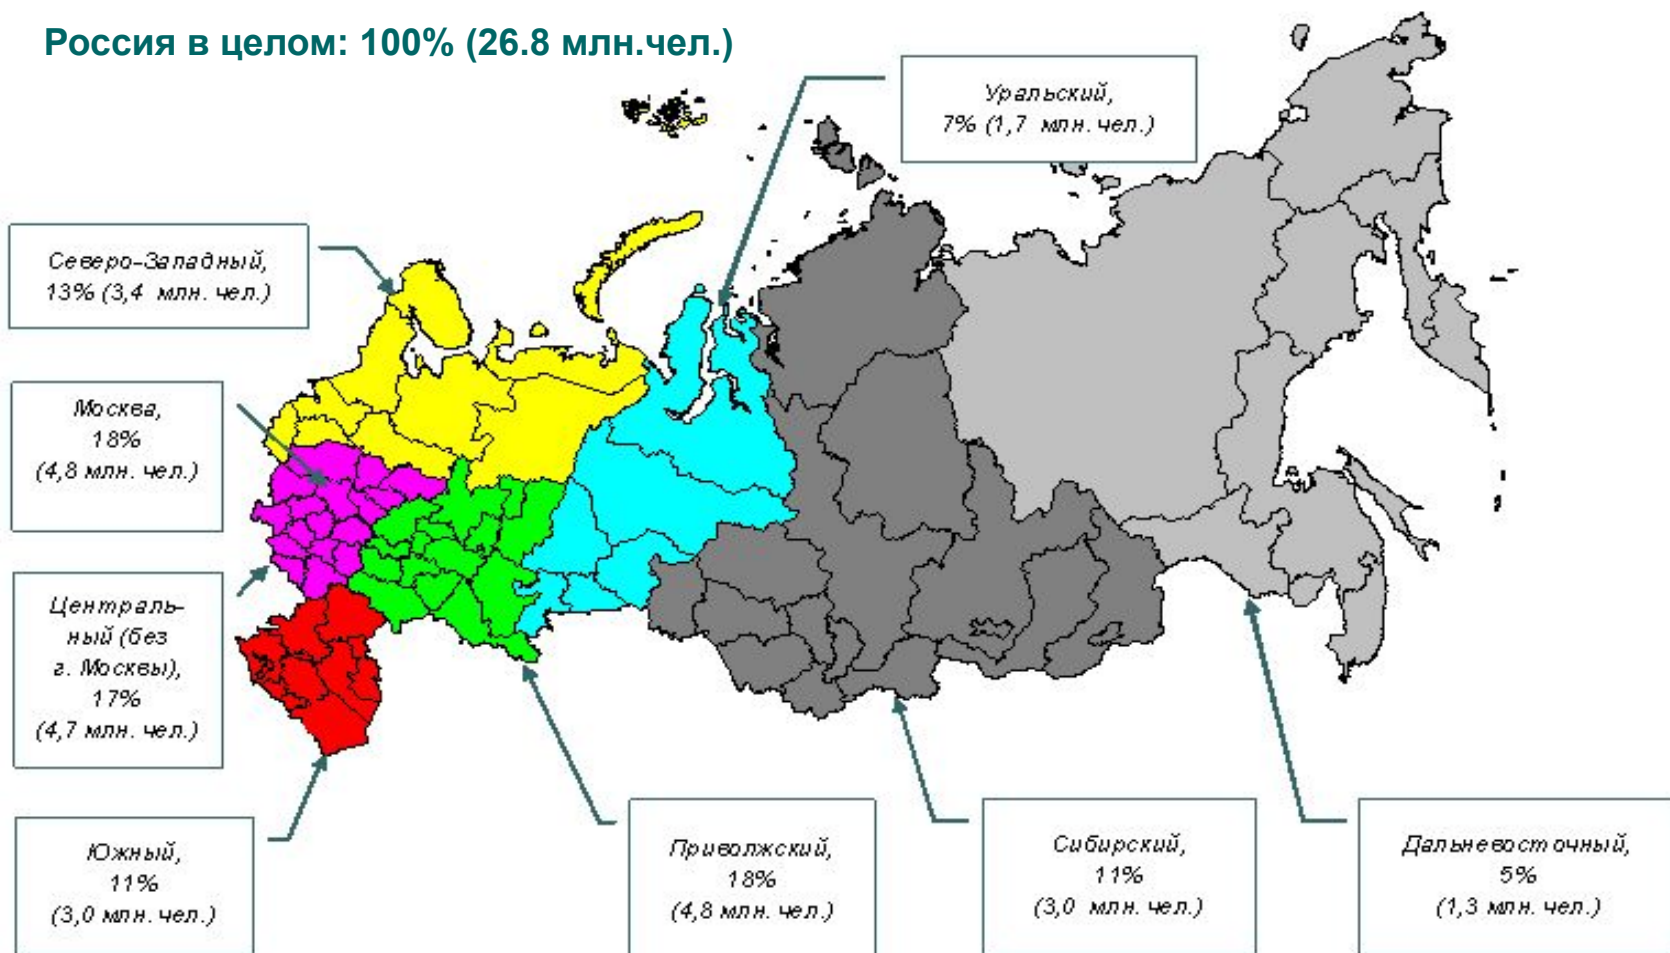 Россия в целом: 100% (26.8 млн.чел.)
Уральский,
7% (1,7 млн. чел.)
Северо-Западный,
13% (3,4 млн. чел.)
Москва,
18%
(4,8 млн. чел.)
Централь-
ный (без
г. Москвы),
17%
(4,7 млн. чел.)
Южный,
11%
(3,0 млн. чел.)
Приволжский,
18%
(4,8 млн. чел.)
Сибирский,
11%
(3,0 млн. чел.)
Дальневосточный,
5%
(1,3 млн. чел.)